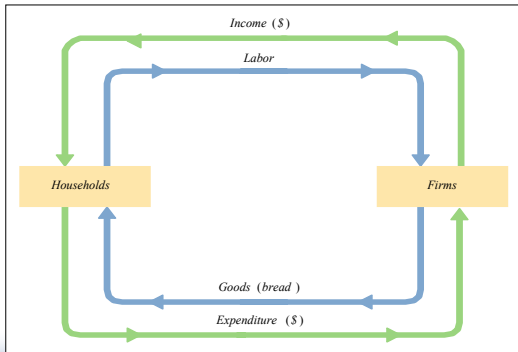 Income ($)
Labor
Households
Firms
Goods (bread )
Expenditure ($)